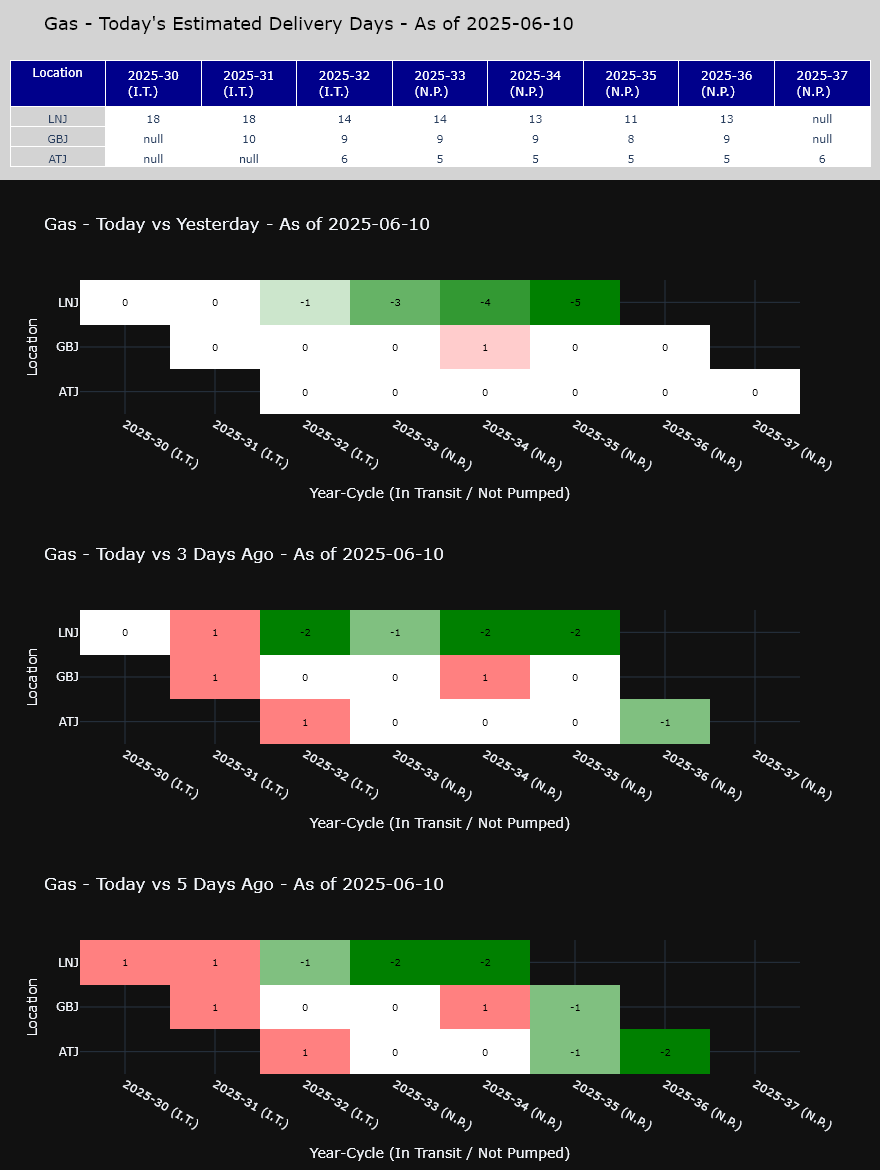 Gas - Today's Estimated Delivery Days - As of 2025-06-10
Location 2025-30 (I.T.) 2025-31 (I.T.) 2025-32 (I.T.) 2025-33 (N.P.) 2025-34 (N.P.) 2025-35 (N.P.) 2025-36 (N.P.) 2025-37 (N.P.)
LNJ 18 18 14 14 13 11 13 null
GBJ null 10 9 9 9 8 9 null
ATJ null null 6 5 5 5 5 6
Gas - Today vs Yesterday - As of 2025-06-10
Location
LNJ 0 0 -1 -3 -4 -5
GBJ 0 0 0 1 0 0
ATJ 0 0 0 0 0 0
2025-30 (I.T.) 2025-31 (I.T.) 2025-32 (I.T.) 2025-33 (N.P.) 2025-34 (N.P.) 2025-35 (N.P.) 2025-36 (N.P.) 2025-37 (N.P.)
Year-Cycle (In Transit / Not Pumped)
Gas - Today vs 3 Days Ago - As of 2025-06-10
Location
LNJ 0 1 -2 -1 -2 -2
GBJ 1 0 0 1 0
ATJ 1 0 0 0 -1
2025-30 (I.T.) 2025-31 (I.T.) 2025-32 (I.T.) 2025-33 (N.P.) 2025-34 (N.P.) 2025-35 (N.P.) 2025-36 (N.P.) 2025-37 (N.P.)
Year-Cycle (In Transit / Not Pumped)
Gas - Today vs 5 Days Ago - As of 2025-06-10
Location
LNJ 1 1 -1 -2 -2
GBJ 1 0 0 1 -1
ATJ 1 0 0 -1 -2
2025-30 (I.T.) 2025-31 (I.T.) 2025-32 (I.T.) 2025-33 (N.P.) 2025-34 (N.P.) 2025-35 (N.P.) 2025-36 (N.P.) 2025-37 (N.P.)
Year-Cycle (In Transit / Not Pumped)